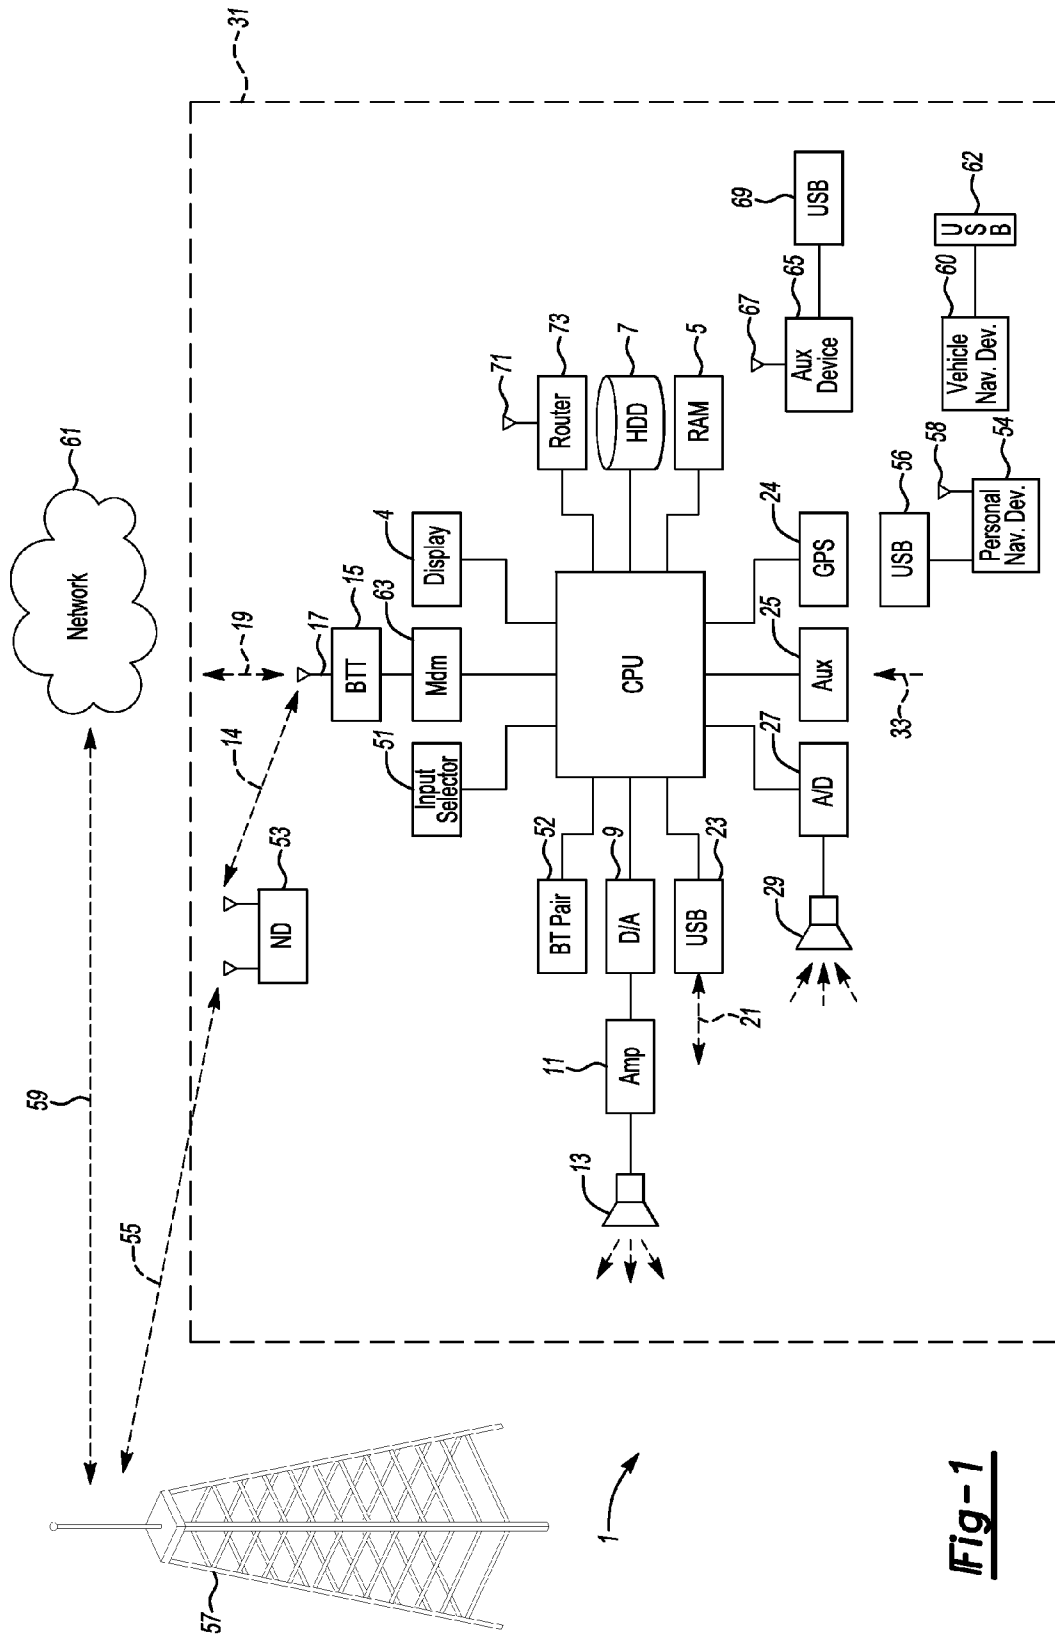 31
61
Network
19
17
15
BTT
4
Display
63
Mdm
14
51
Input
Selector
53
ND
59
55
57
71
73
Router
7
HDD
5
RAM
CPU
52
BT Pair
9
D/A
23
USB
21
11
Amp
13
24
GPS
25
Aux
33
27
A/D
29
69
USB
65
67
Aux
Device
62
USB
60
Vehicle
Nav. Dev.
56
USB
58
54
Personal
Nav. Dev.
1
Fig-1